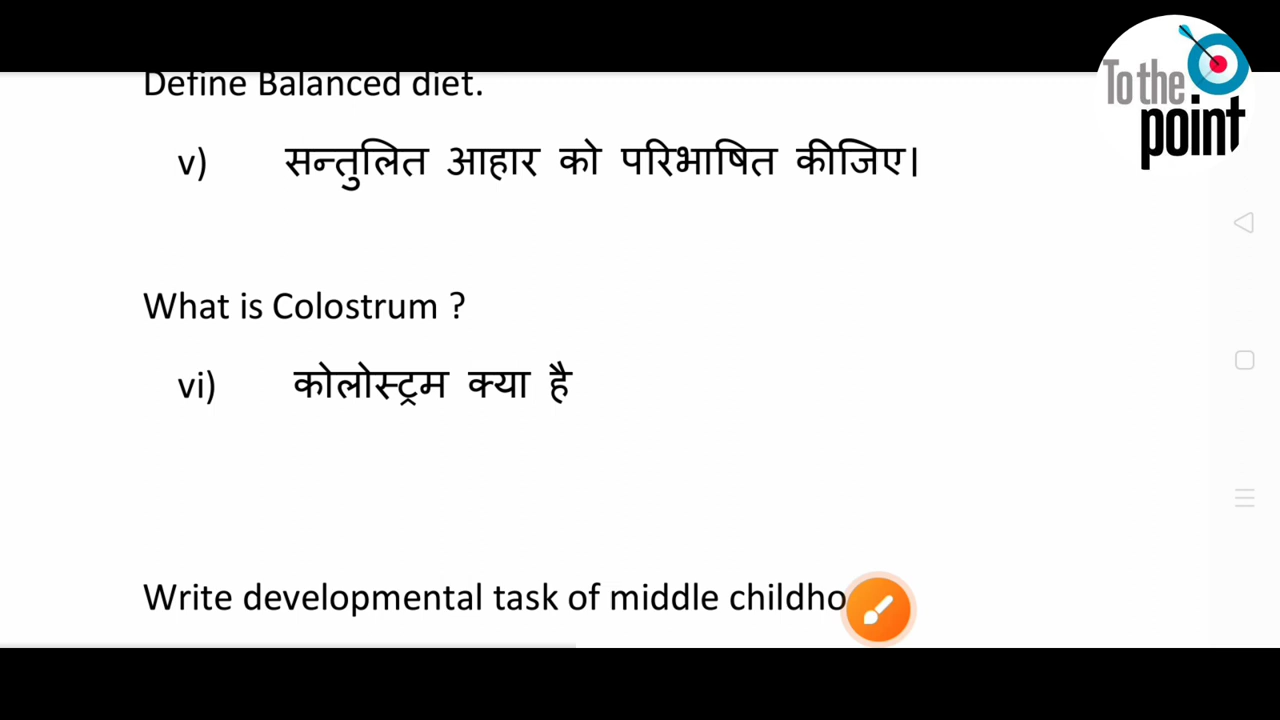 To the
point
Define Balanced diet.
v) सन्तुलित आहार को परिभाषित कीजिए।
What is Colostrum ?
vi) कोलोस्ट्रम क्या है
Write developmental task of middle childho